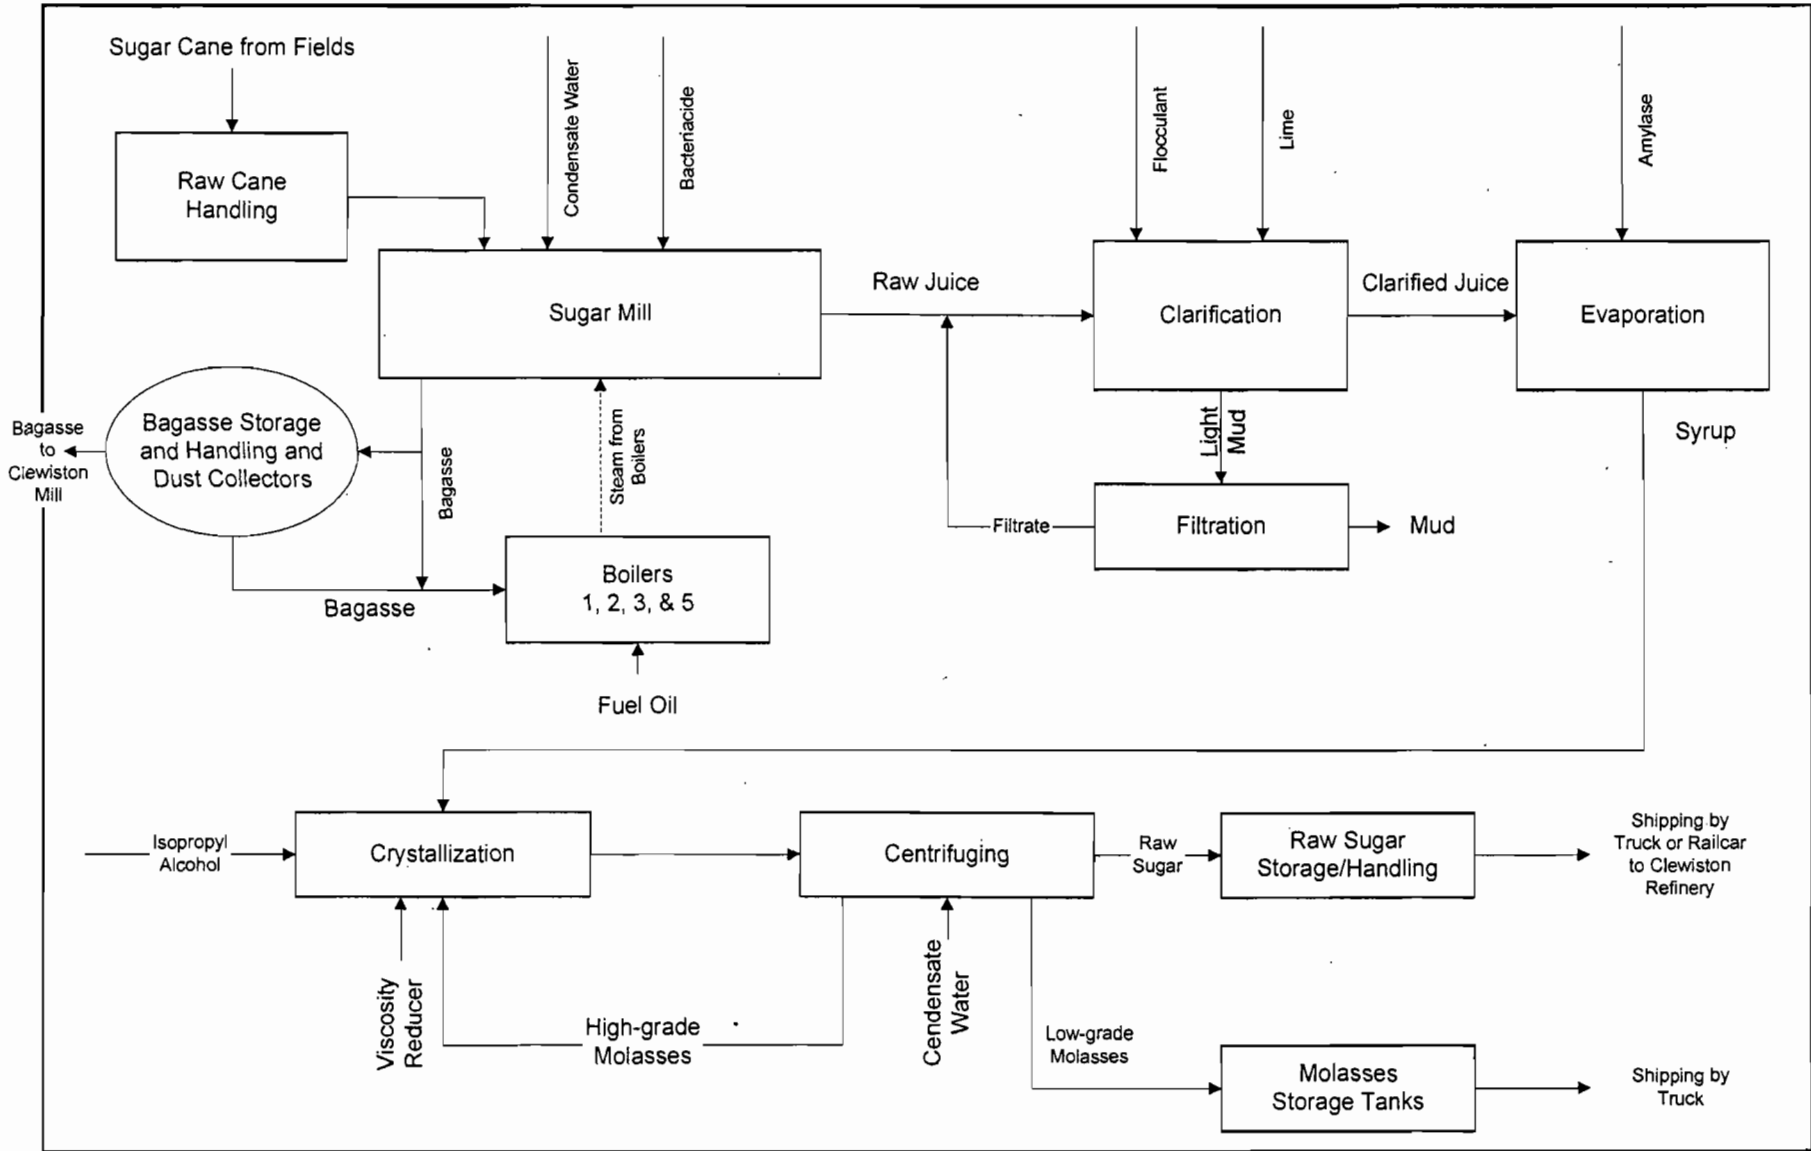 Sugar Cane from Fields
Condensate Water
Bacteriacide
Flocculant
Lime
Amylase
Raw Cane
Handling
Sugar Mill
Raw Juice
Clarification
Clarified Juice
Evaporation
Bagasse
to
Clewiston
Mill
Bagasse Storage
and Handling and
Dust Collectors
Bagasse
Steam from
Boilers
Light
Mud
Syrup
Filtrate
Filtration
Mud
Boilers
1, 2, 3, & 5
Bagasse
Fuel Oil
Isopropyl
Alcohol
Crystallization
Centrifuging
Raw
Sugar
Raw Sugar
Storage/Handling
Shipping by
Truck or Railcar
to Clewiston
Refinery
Viscosity
Reducer
High-grade
Molasses
Cendensate
Water
Low-grade
Molasses
Molasses
Storage Tanks
Shipping by
Truck